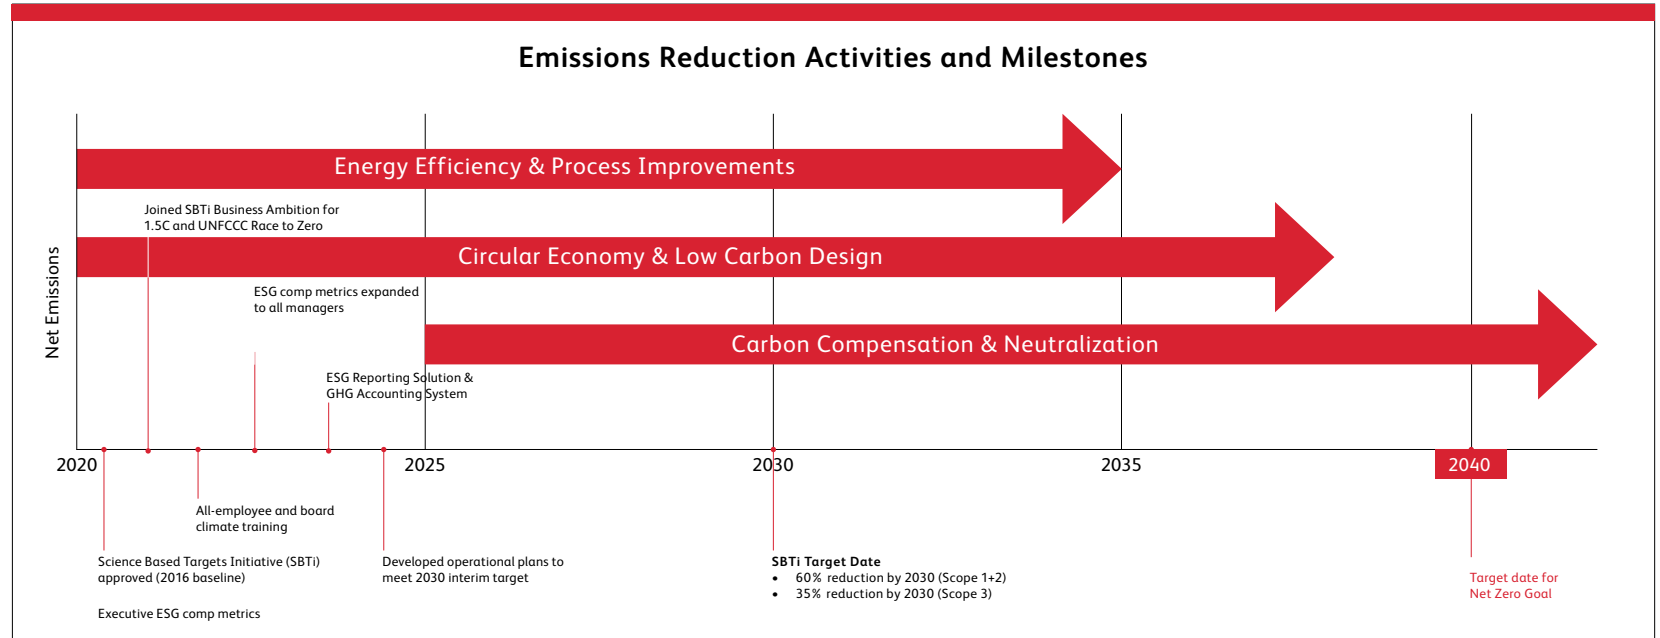 Emissions Reduction Activities and Milestones
Energy Efficiency & Process Improvements
Joined SBTi Business Ambition for
1.5C and UNFCCC Race to Zero
Circular Economy & Low Carbon Design
ESG comp metrics expanded
to all managers
Net Emissions
Carbon Compensation & Neutralization
ESG Reporting Solution &
GHG Accounting System
2020
2025
2030
2035
2040
All-employee and board
climate training
Science Based Targets Initiative (SBTi)
approved (2016 baseline)
Executive ESG comp metrics
Developed operational plans to
meet 2030 interim target
SBTi Target Date
• 60% reduction by 2030 (Scope 1+2)
• 35% reduction by 2030 (Scope 3)
Target date for
Net Zero Goal